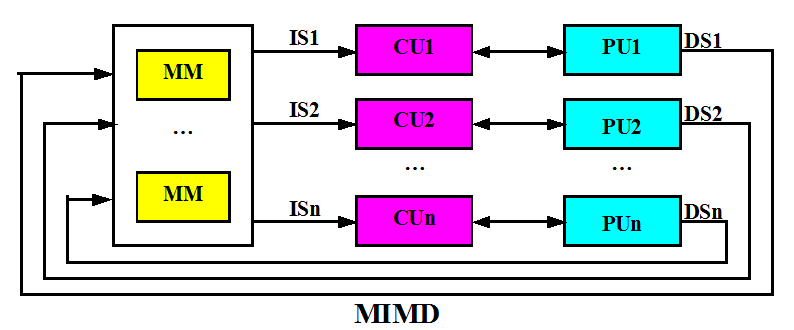 IS1 CU1 PU1 DS1
MM
IS2 CU2 PU2 DS2
...
... ...
MM
ISn CUn PUn DSn
MIMD